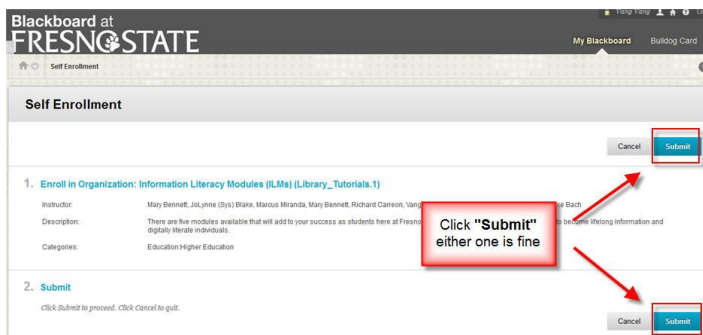 Vang Vang
Blackboard at
FRESNO STATE
My Blackboard Bulldog Card
Self Enrollment
Self Enrollment
Cancel Submit
1. Enroll in Organization: Information Literacy Modules (ILMs) (Library_Tutorials.1)
Instructor: Mary Bennett, JoLynne (Sys) Blake, Marcus Miranda, Mary Bennett, Richard Carreon, Vang se Bach
Description: There are five modules available that will add to your success as students here at Fresno become lifelong information and
digitally literate individuals.
Categories: Education:Higher Education
Click "Submit"
either one is fine
2. Submit
Click Submit to proceed. Click Cancel to quit.
Cancel Submit